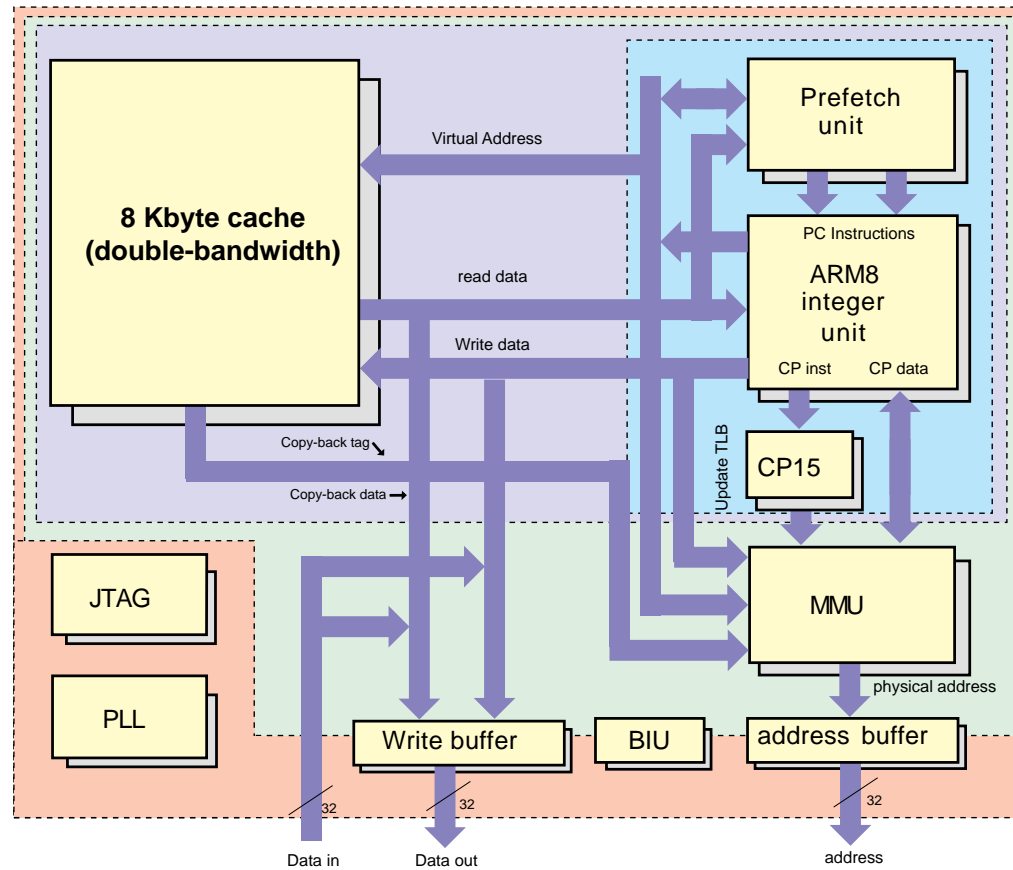 Prefetch
unit
Virtual Address
8 Kbyte cache
(double-bandwidth)
PC Instructions
ARM8
integer
unit
read data
Write data
CP inst
CP data
Copy-back tag
Update TLB
CP15
Copy-back data
JTAG
MMU
PLL
physical address
Write buffer
BIU
address buffer
32
32
32
Data in
Data out
address